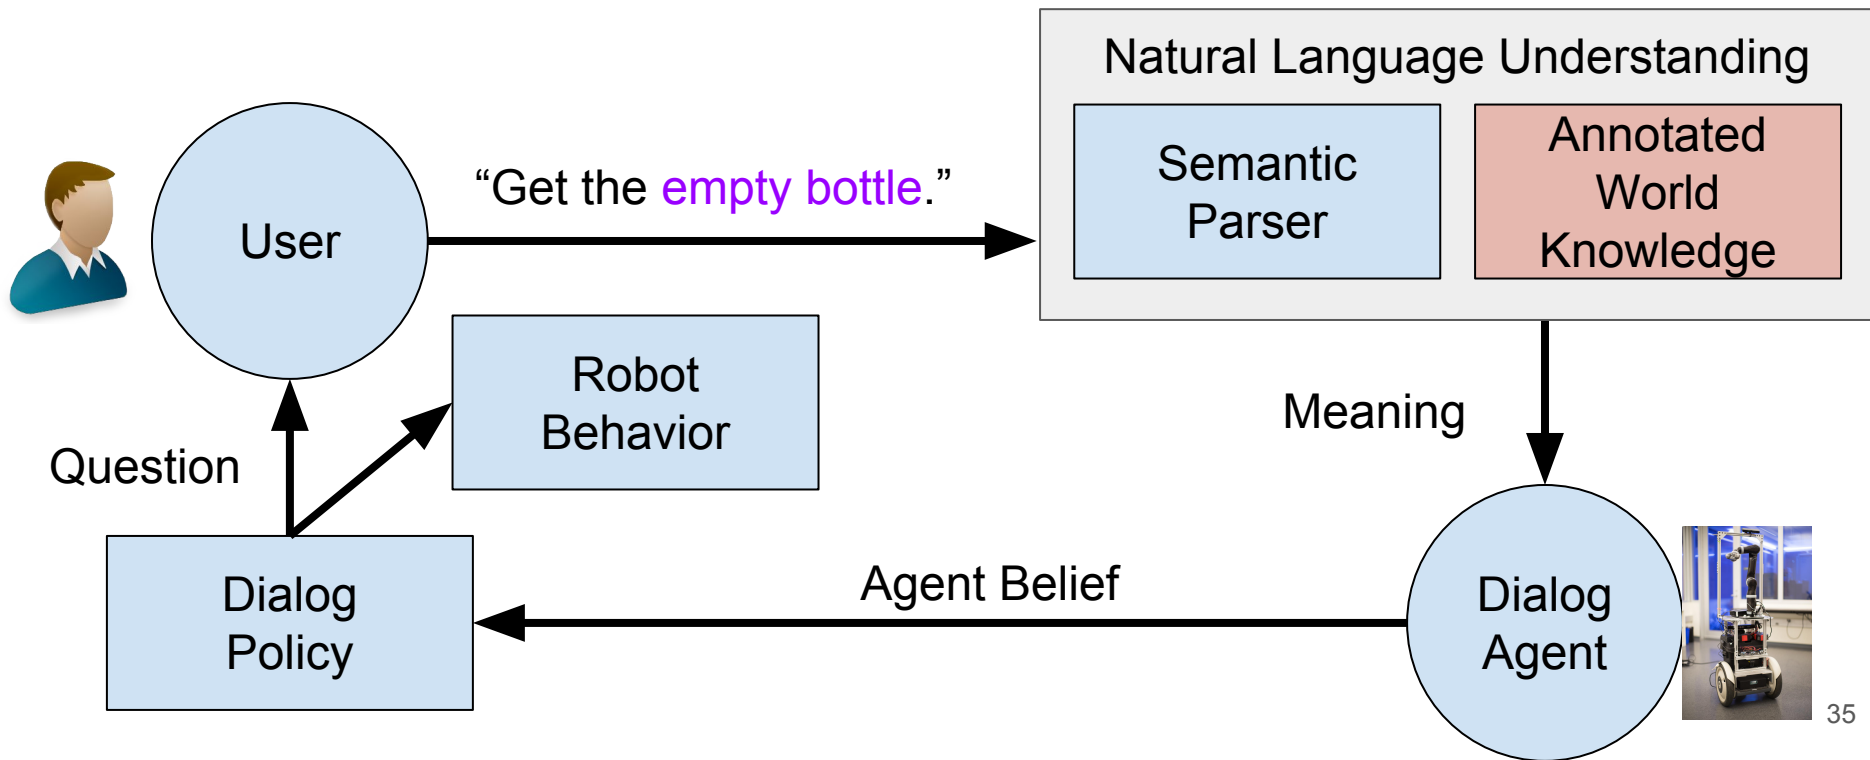 Natural Language Understanding
Semantic
Parser
Annotated
World
Knowledge
“Get the empty bottle.”
User
Robot
Behavior
Meaning
Question
Agent Belief
Dialog
Policy
Dialog
Agent
35